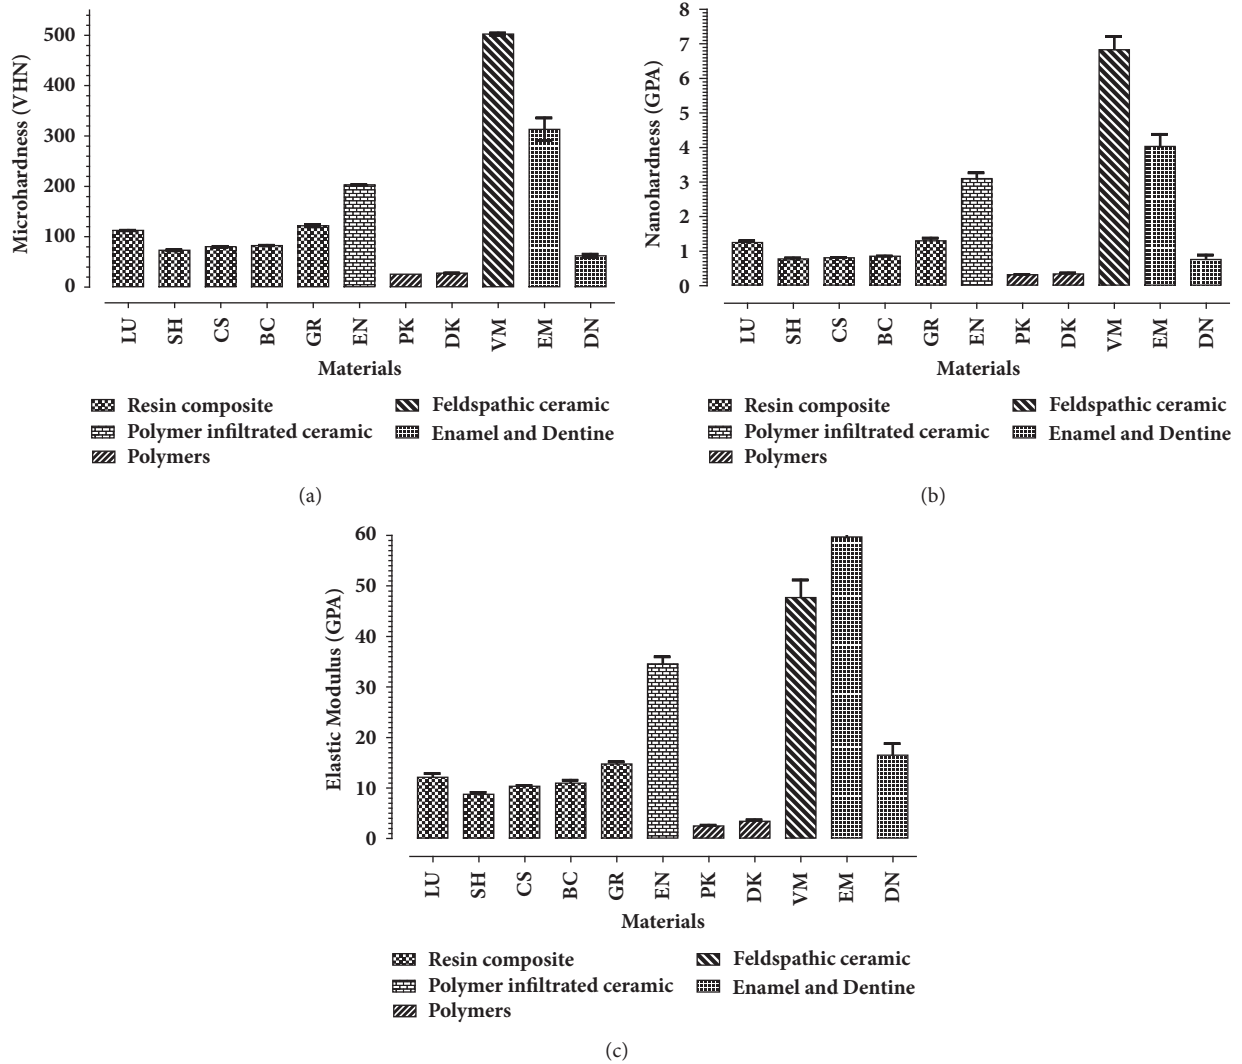 Microhardness (VHN)
500
400
300
200
100
0
LU
SH
CS
BC
GR
EN
PK
DK
VM
EM
DN
Materials
Resin composite
Polymer infiltrated ceramic
Polymers
Feldspathic ceramic
Enamel and Dentine
(a)
Nanohardness (GPA)
8
7
6
5
4
3
2
1
0
LU
SH
CS
BC
GR
EN
PK
DK
VM
EM
DN
Materials
Resin composite
Polymer infiltrated ceramic
Polymers
Feldspathic ceramic
Enamel and Dentine
(b)
Elastic Modulus (GPA)
60
50
40
30
20
10
0
LU
SH
CS
BC
GR
EN
PK
DK
VM
EM
DN
Materials
Resin composite
Polymer infiltrated ceramic
Polymers
Feldspathic ceramic
Enamel and Dentine
(c)